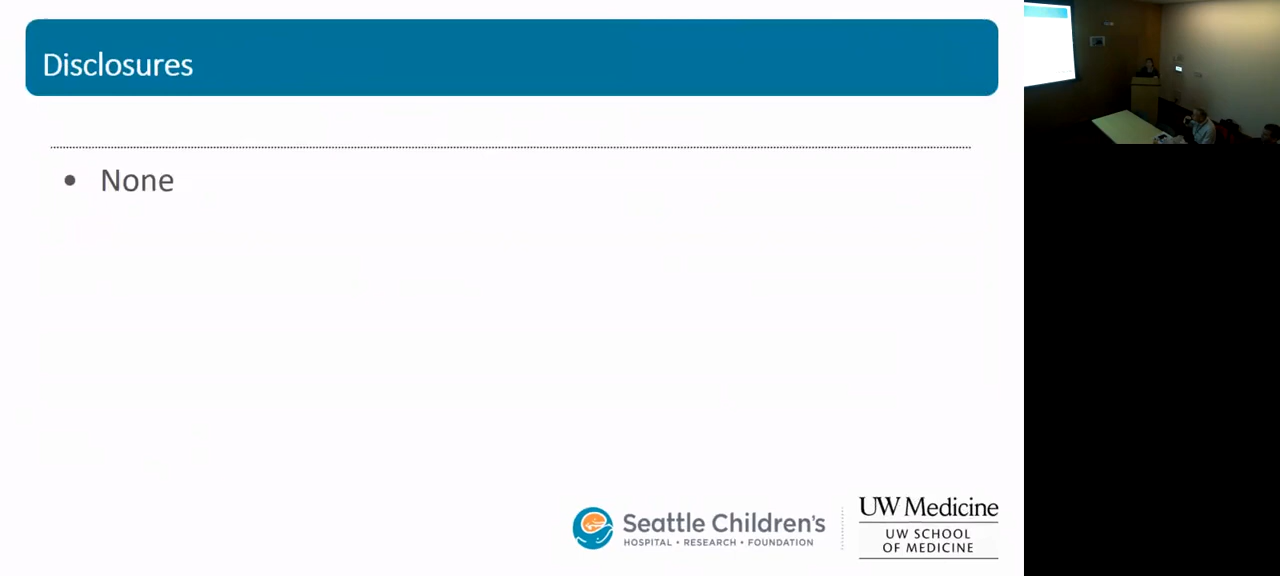 Disclosures
• None
Seattle Children's
HOSPITAL • RESEARCH • FOUNDATION
UW Medicine
UW SCHOOL
OF MEDICINE